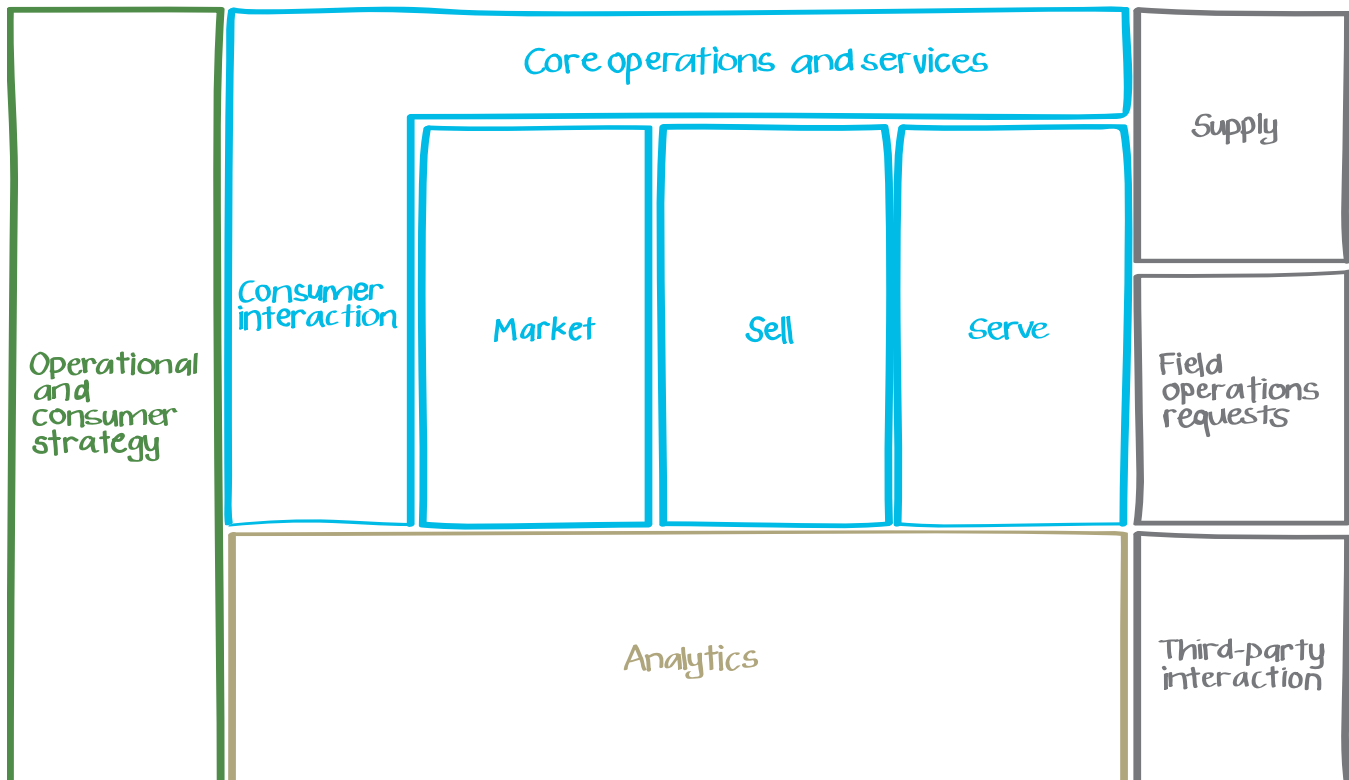 Core operations and services
Supply
Consumer
interaction
Market
Sell
Serve
Operational
and
consumer
strategy
Field
operations
requests
Analytics
Third-party
interaction